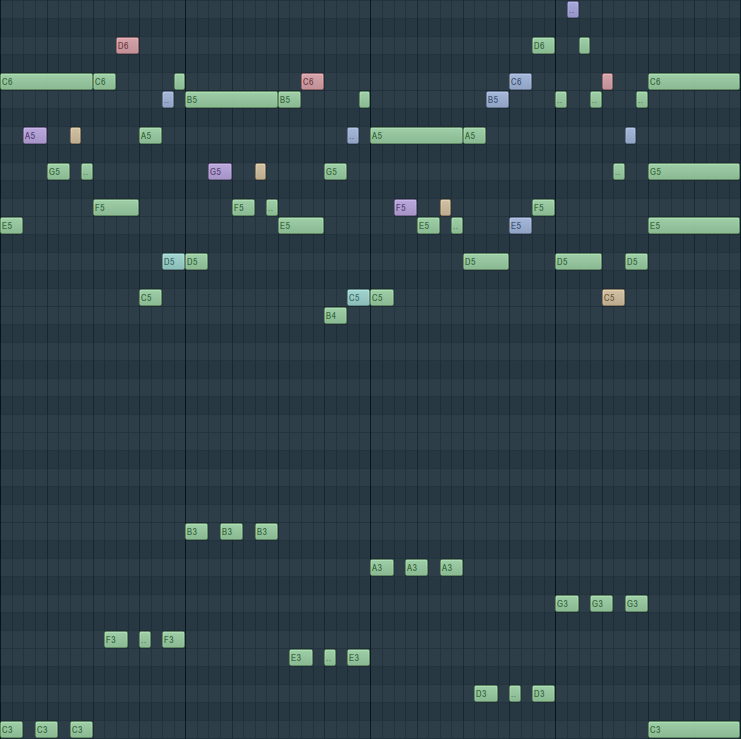 ..
D6 D6
C6 C6 C6 C6 C6
.. B5 B5 B5 .. .. ..
A5 A5 .. A5 A5
G5 .. G5 G5 .. G5
F5 F5 .. F5 F5
E5 E5 E5 .. E5 E5
D5 D5 D5 D5 D5
C5 C5 C5 C5
B4
B3 B3 B3
A3 A3 A3
G3 G3 G3
F3 .. F3
E3 .. E3
D3 .. D3
C3 C3 C3 C3